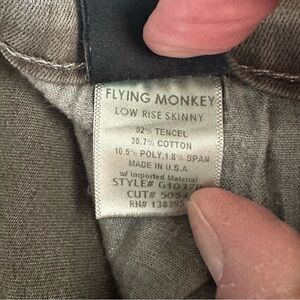 FLYING MONKEY
LOW RISE SKINNY
52% TENCEL
35.7% COTTON
10.5% POLY, 1.8% SPAN
MADE IN U.S.A
w/ Imported Material
STYLE#
CUT#
RN# 138395